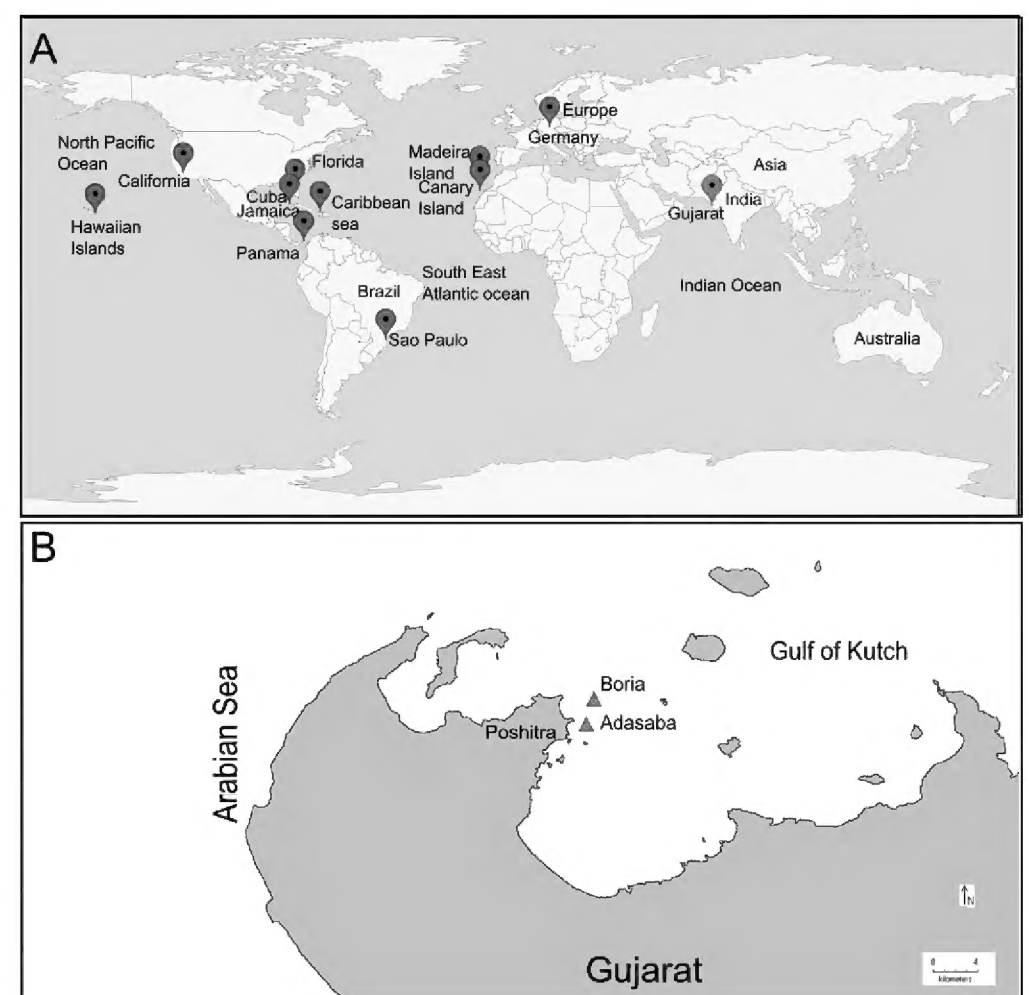 A
North Pacific
Ocean
California
Hawaiian
Islands
Florida
Cuba
Jamaica
Caribbean
sea
Panama
Brazil
Sao Paulo
South East
Atlantic ocean
Madeira
Island
Canary
Island
Europe
Germany
Asia
India
Gujarat
Indian Ocean
Australia
B
Arabian Sea
Gulf of Kutch
Boria
Adasaba
Poshitra
Gujarat
N
0 4
kilometers